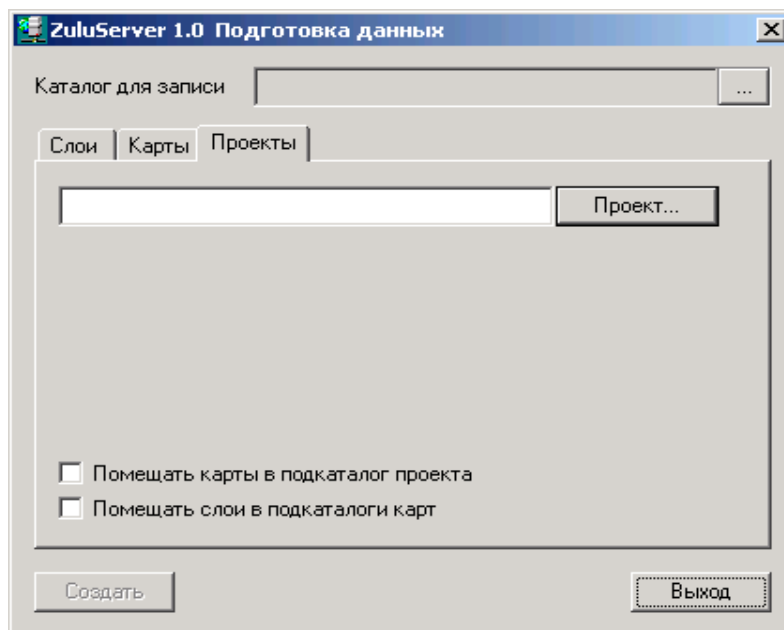 ZuluServer 1.0 Подготовка данных
Каталог для записи ...
Слои Карты Проекты
Проект...
Помещать карты в подкаталог проекта
Помещать слои в подкаталоги карт
Создать Выход